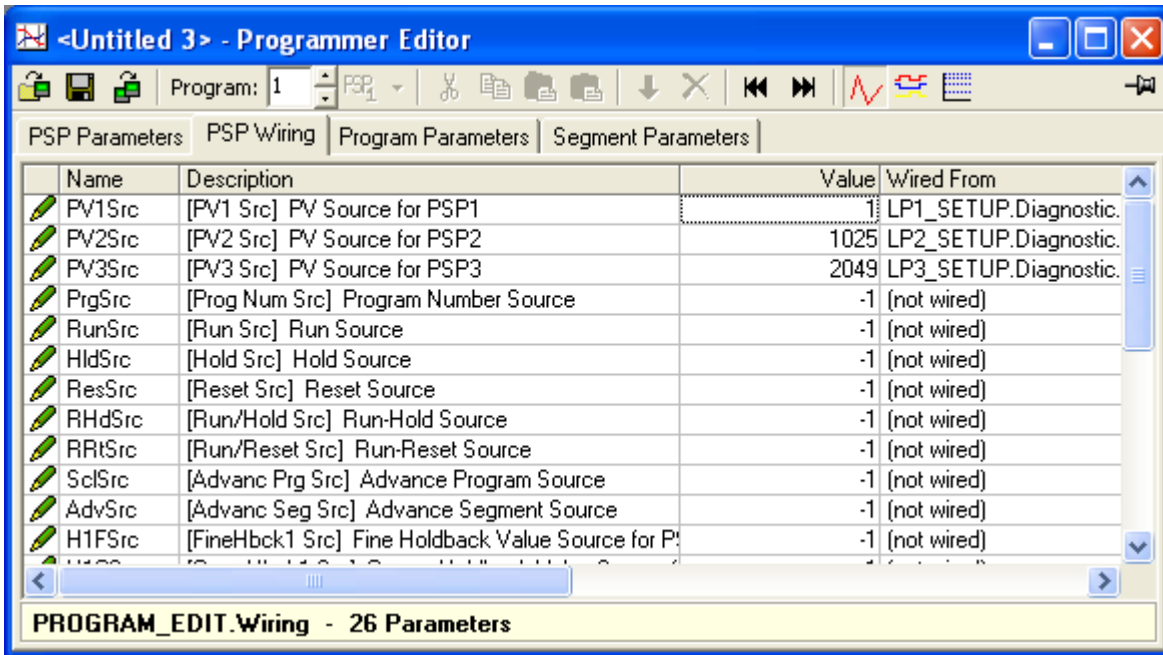 <Untitled 3> - Programmer Editor
Program: 1 PSP1
PSP Parameters PSP Wiring Program Parameters Segment Parameters
Name Description Value Wired From
PV1Src [PV1 Src] PV Source for PSP1 1 LP1_SETUP.Diagnostic.
PV2Src [PV2 Src] PV Source for PSP2 1025 LP2_SETUP.Diagnostic.
PV3Src [PV3 Src] PV Source for PSP3 2049 LP3_SETUP.Diagnostic.
PrgSrc [Prog Num Src] Program Number Source -1 (not wired)
RunSrc [Run Src] Run Source -1 (not wired)
HldSrc [Hold Src] Hold Source -1 (not wired)
ResSrc [Reset Src] Reset Source -1 (not wired)
RHdSrc [Run/Hold Src] Run-Hold Source -1 (not wired)
RRtSrc [Run/Reset Src] Run-Reset Source -1 (not wired)
SclSrc [Advanc Prg Src] Advance Program Source -1 (not wired)
AdvSrc [Advanc Seg Src] Advance Segment Source -1 (not wired)
H1FSrc [FineHbck1 Src] Fine Holdback Value Source for -1 (not wired)
PROGRAM_EDIT.Wiring - 26 Parameters